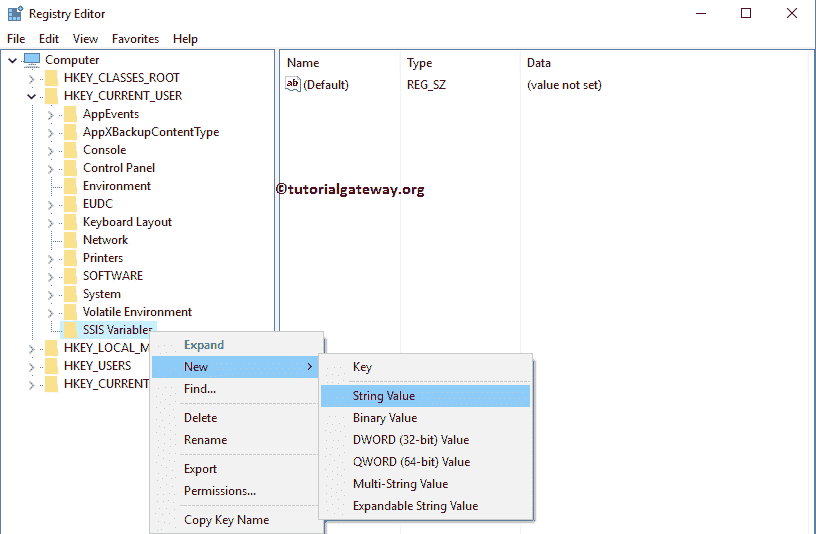 Registry Editor
File Edit View Favorites Help
Computer
HKEY_CLASSES_ROOT
HKEY_CURRENT_USER
AppEvents
AppXBackupContentType
Console
Control Panel
Environment
EUDC
Keyboard Layout
Network
Printers
SOFTWARE
System
Volatile Environment
SSIS Variables
HKEY_LOCAL_M
HKEY_USERS
HKEY_CURRENT
Name Type Data
ab (Default) REG_SZ (value not set)
©tutorialgateway.org
Expand
New
Find...
Delete
Rename
Export
Permissions...
Copy Key Name
Key
String Value
Binary Value
DWORD (32-bit) Value
QWORD (64-bit) Value
Multi-String Value
Expandable String Value